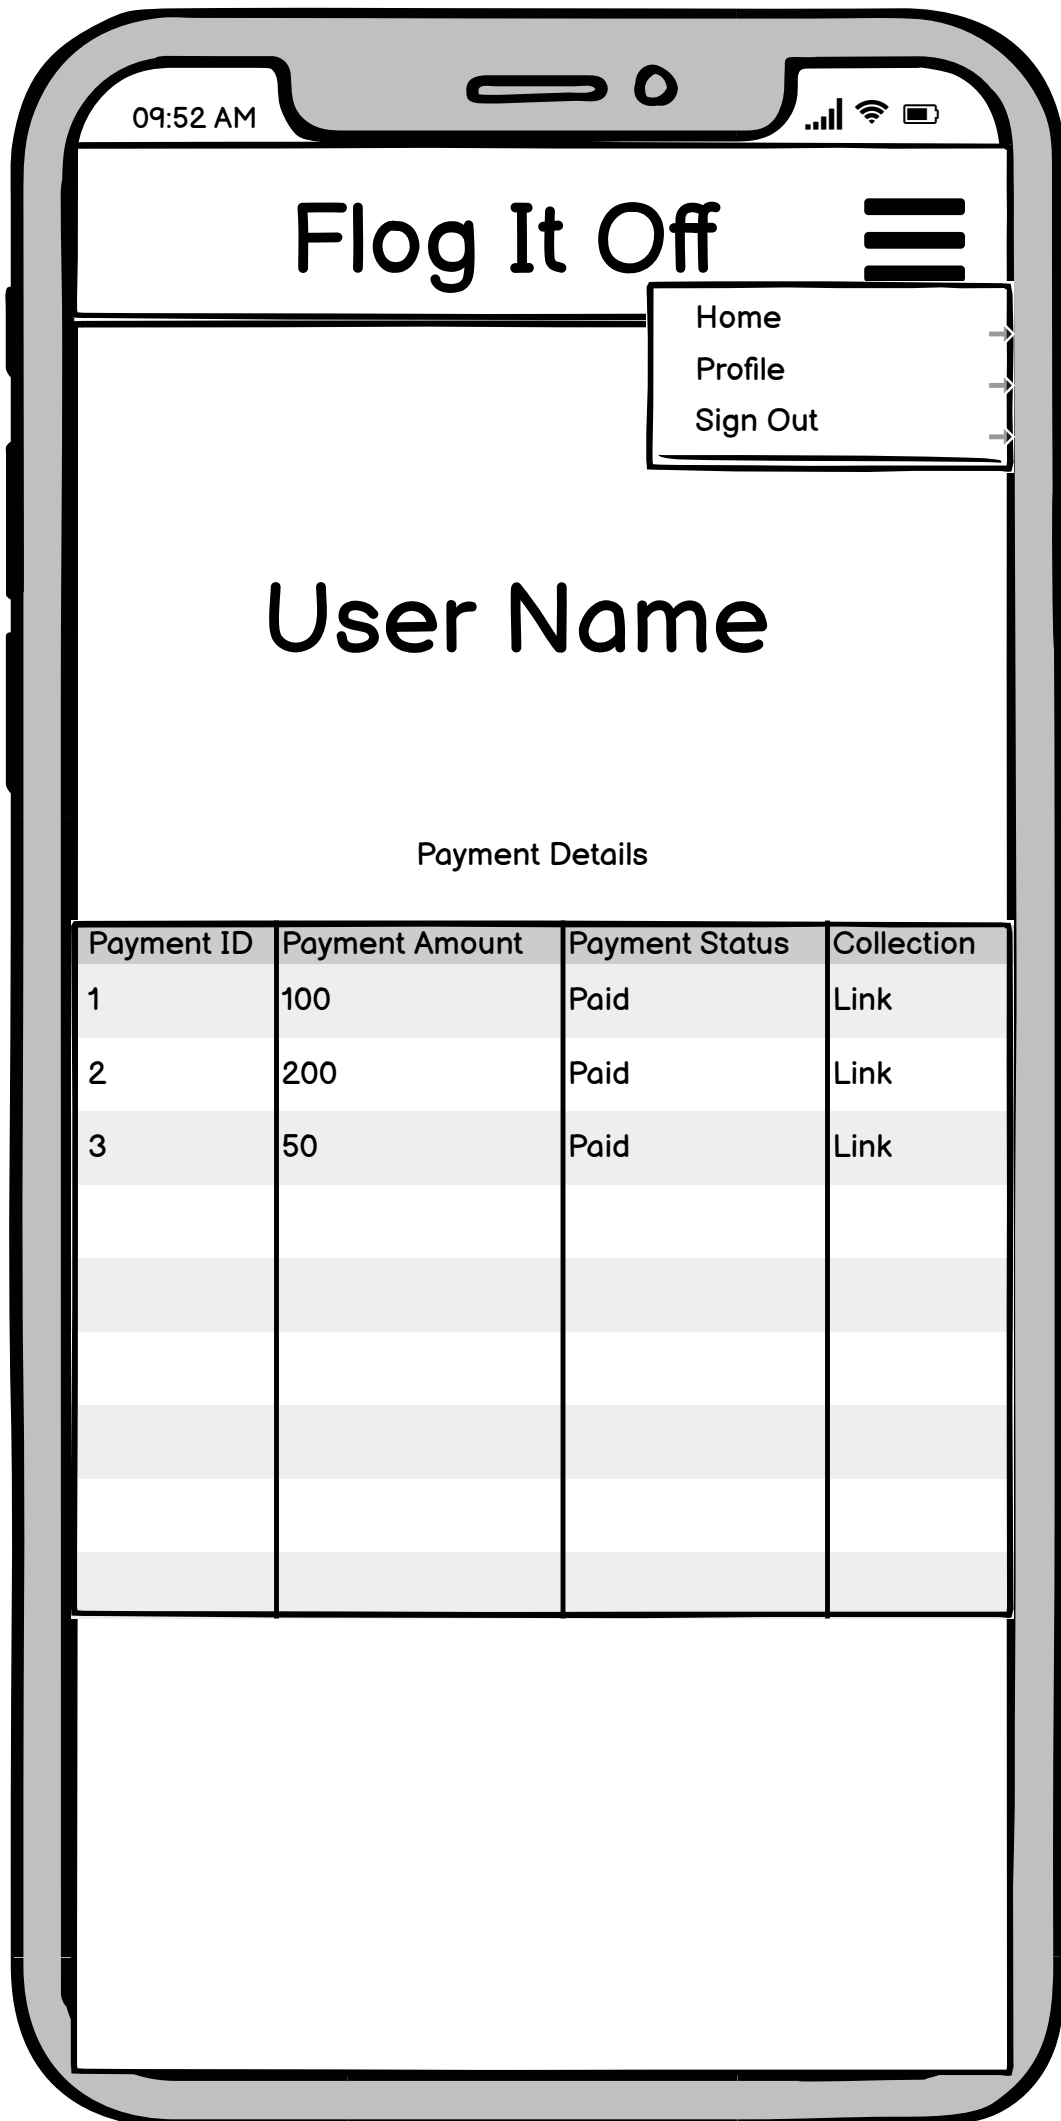 09:52 AM
Flog It Off
Home
Profile
Sign Out
User Name
Payment Details
Payment ID Payment Amount Payment Status Collection
1 100 Paid Link
2 200 Paid Link
3 50 Paid Link